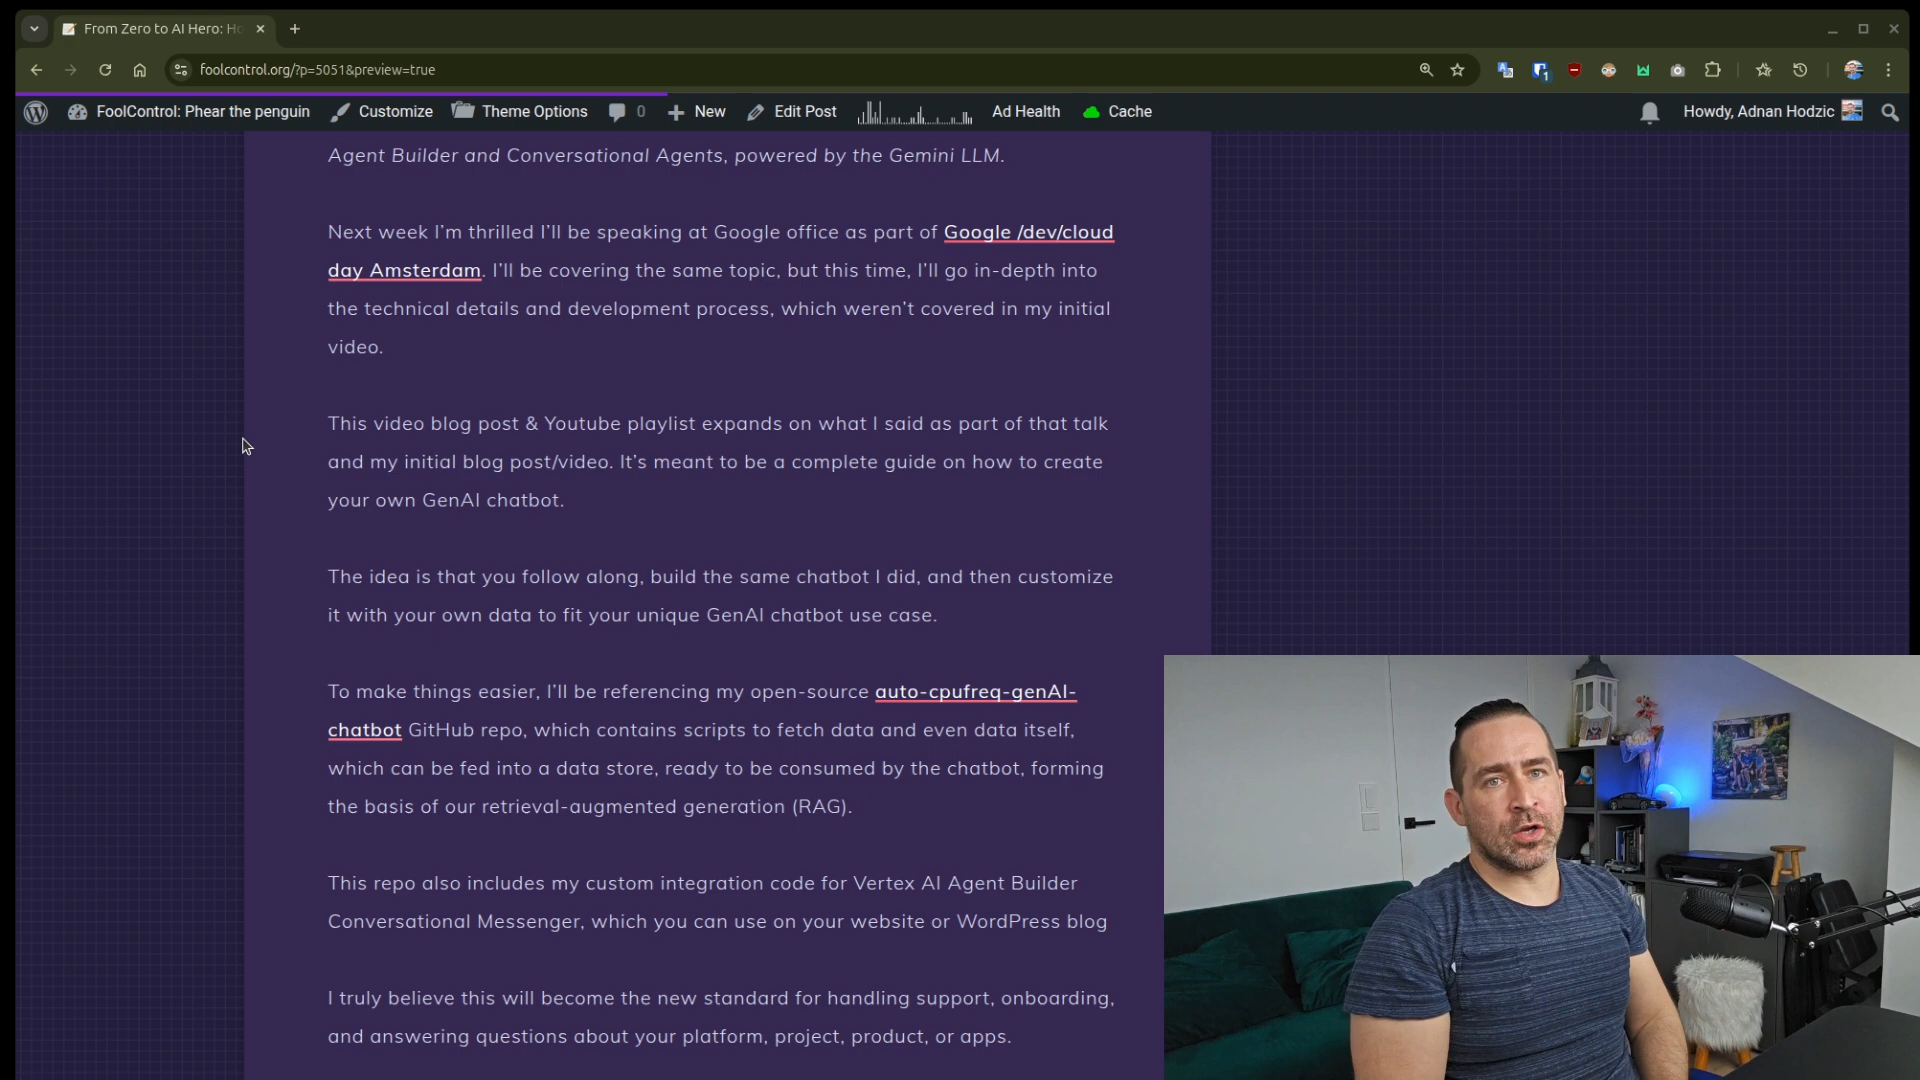 From Zero to AI Hero: Ho
foolcontrol.org/?p=5051&preview=true
1
FoolControl: Phear the penguin
Customize
Theme Options
0
New
Edit Post
Ad Health
Cache
Howdy, Adnan Hodzic
Agent Builder and Conversational Agents, powered by the Gemini LLM.
Next week I’m thrilled I’ll be speaking at Google office as part of Google /dev/cloud
day Amsterdam. I’ll be covering the same topic, but this time, I’ll go in-depth into
the technical details and development process, which weren’t covered in my initial
video.
This video blog post & Youtube playlist expands on what I said as part of that talk
and my initial blog post/video. It’s meant to be a complete guide on how to create
your own GenAI chatbot.
The idea is that you follow along, build the same chatbot I did, and then customize
it with your own data to fit your unique GenAI chatbot use case.
To make things easier, I’ll be referencing my open-source auto-cpufreq-genAI-
chatbot GitHub repo, which contains scripts to fetch data and even data itself,
which can be fed into a data store, ready to be consumed by the chatbot, forming
the basis of our retrieval-augmented generation (RAG).
This repo also includes my custom integration code for Vertex AI Agent Builder
Conversational Messenger, which you can use on your website or WordPress blog
I truly believe this will become the new standard for handling support, onboarding,
and answering questions about your platform, project, product, or apps.